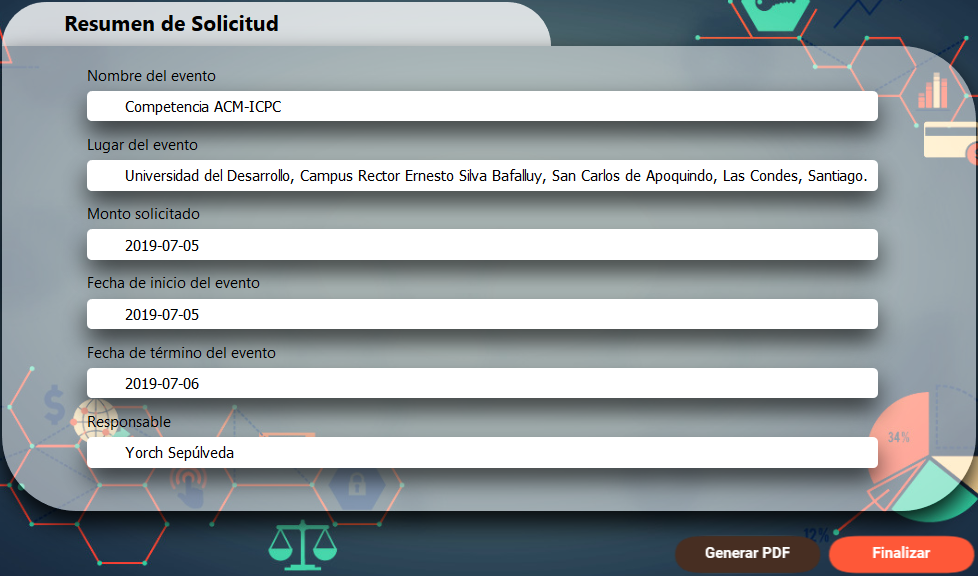 Resumen de Solicitud
Nombre del evento
Competencia ACM-ICPC
Lugar del evento
Universidad del Desarrollo, Campus Rector Ernesto Silva Bafalluy, San Carlos de Apoquindo, Las Condes, Santiago.
Monto solicitado
2019-07-05
Fecha de inicio del evento
2019-07-05
Fecha de término del evento
2019-07-06
Responsable
Yorch Sepúlveda
$
34%
12%
Generar PDF
Finalizar